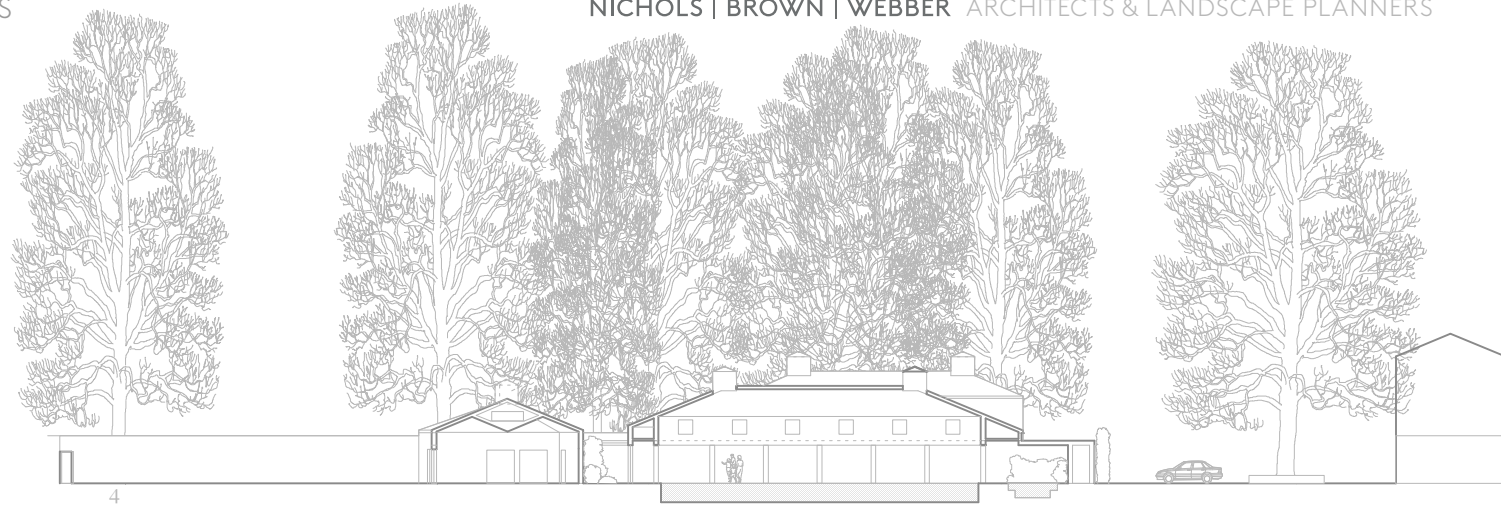 S
NICHOLS | BROWN | WEBBER ARCHITECTS & LANDSCAPE PLANNERS
4